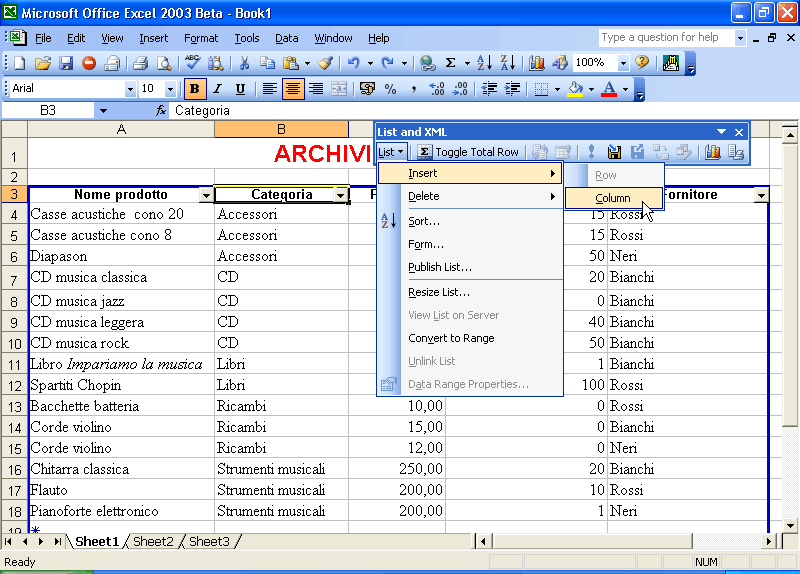 Microsoft Office Excel 2003 Beta - Book1
File Edit View Insert Format Tools Data Window Help Type a question for help
Σ 100%
Arial 10 B I U % ,00
B3 fx Categoria
A B
List and XML
List Σ Toggle Total Row
1 ARCHIVI
2
3 Nome prodotto Categoria P ornitore
Insert
Row
Column
Delete
Sort...
Form...
Publish List...
Resize List...
View List on Server
Convert to Range
Unlink List
Data Range Properties...
4 Casse acustiche cono 20 Accessori 15 Rossi
5 Casse acustiche cono 8 Accessori 15 Rossi
6 Diapason Accessori 50 Neri
7 CD musica classica CD 20 Bianchi
8 CD musica jazz CD 0 Bianchi
9 CD musica leggera CD 40 Bianchi
10 CD musica rock CD 50 Bianchi
11 Libro Impariamo la musica Libri 1 Bianchi
12 Spartiti Chopin Libri 100 Rossi
13 Bacchette batteria Ricambi 10,00 0 Rossi
14 Corde violino Ricambi 15,00 0 Bianchi
15 Corde violino Ricambi 12,00 0 Neri
16 Chitarra classica Strumenti musicali 250,00 20 Bianchi
17 Flauto Strumenti musicali 200,00 10 Rossi
18 Pianoforte elettronico Strumenti musicali 200,00 1 Neri
19 *
Sheet1 Sheet2 Sheet3
Ready NUM